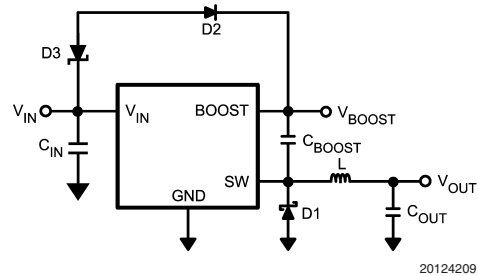 D2
D3
V_IN
V_IN
BOOST
V_BOOST
C_IN
C_BOOST
SW
L
V_OUT
GND
D1
C_OUT
20124209